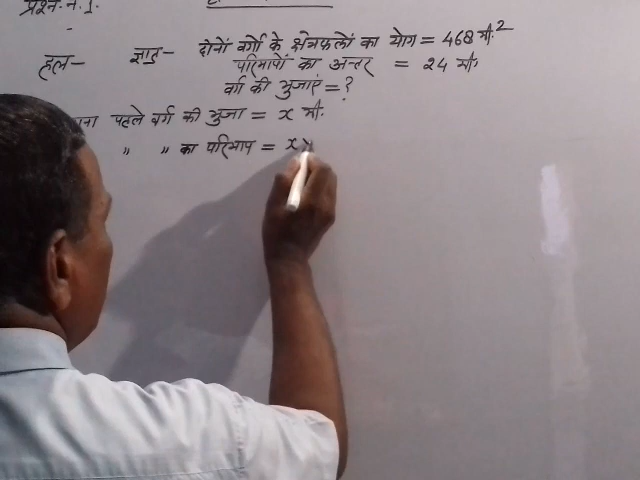 प्रश्न-नं.1.
हल- ज्ञात- दोनों वर्गो के क्षेत्रफलों का योग = 468 मी.²
परिमापों का अन्तर = 24 मी.
वर्ग की भुजाएं = ?
माना पहले वर्ग की भुजा = x मी.
" " का परिमाप = x